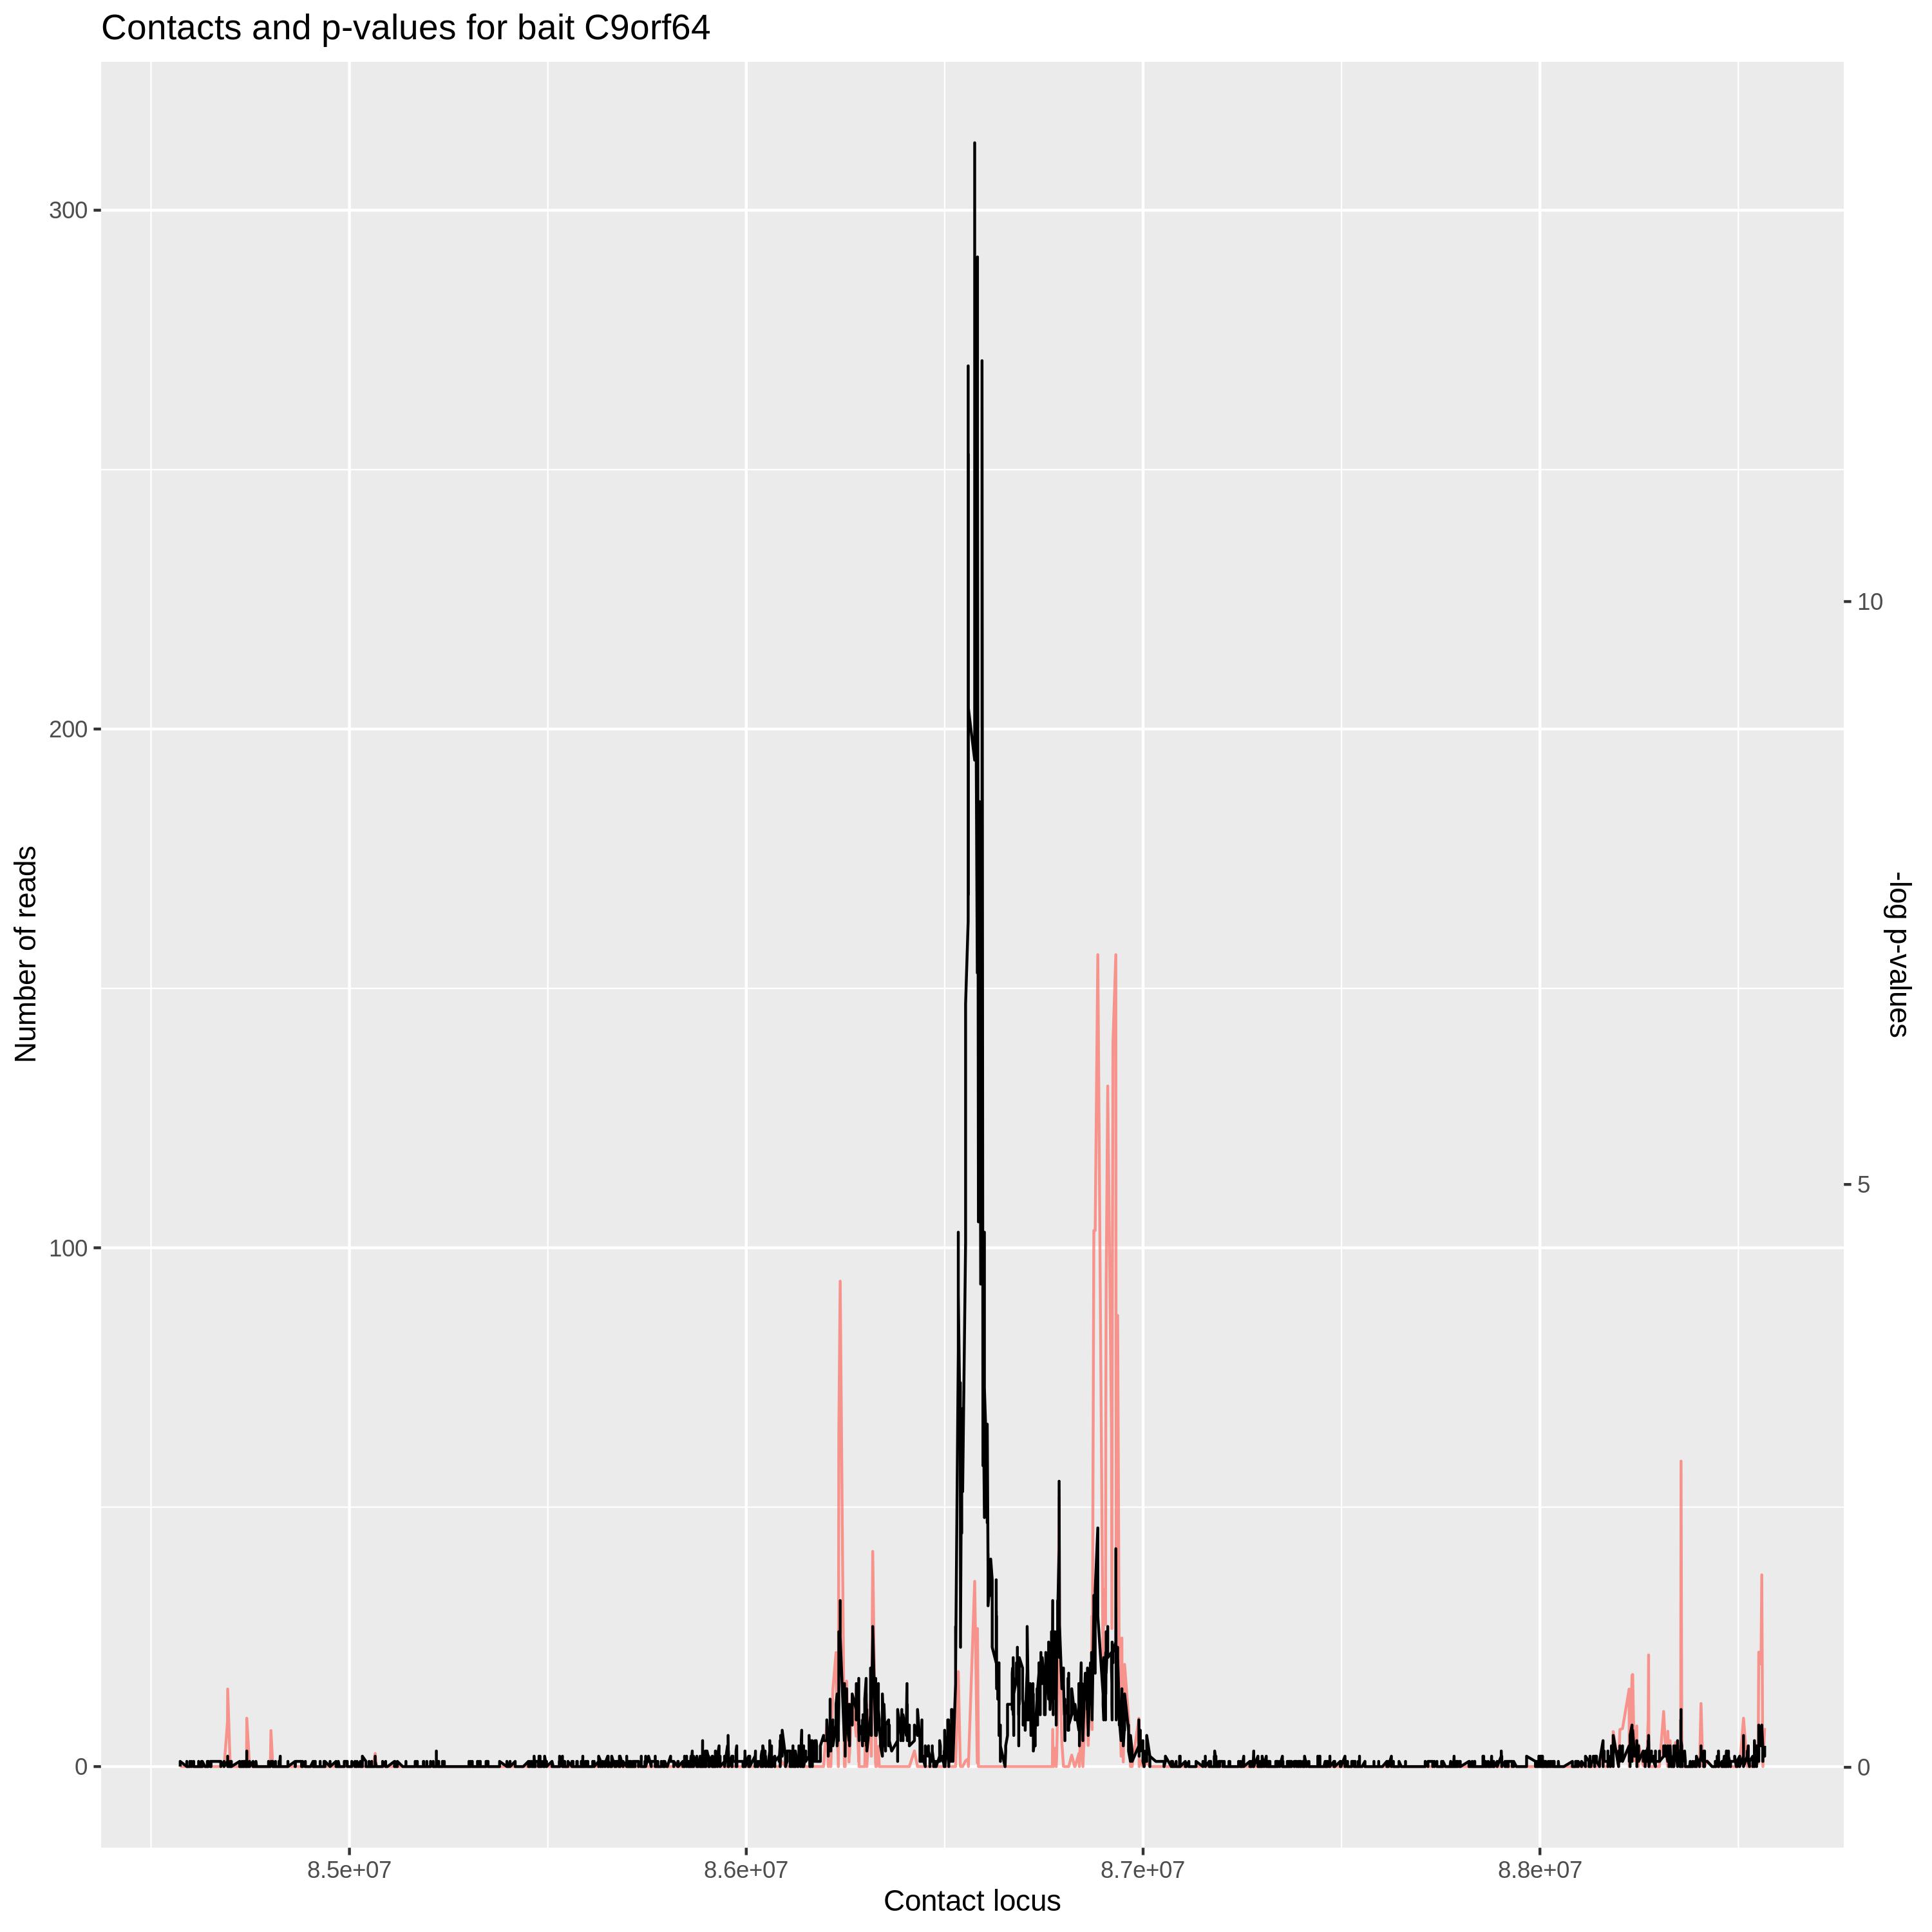 Contacts and p-values for bait C9orf64
300
200
100
0
Number of reads
10
5
0
-log p-values
8.5e+07
8.6e+07
8.7e+07
8.8e+07
Contact locus